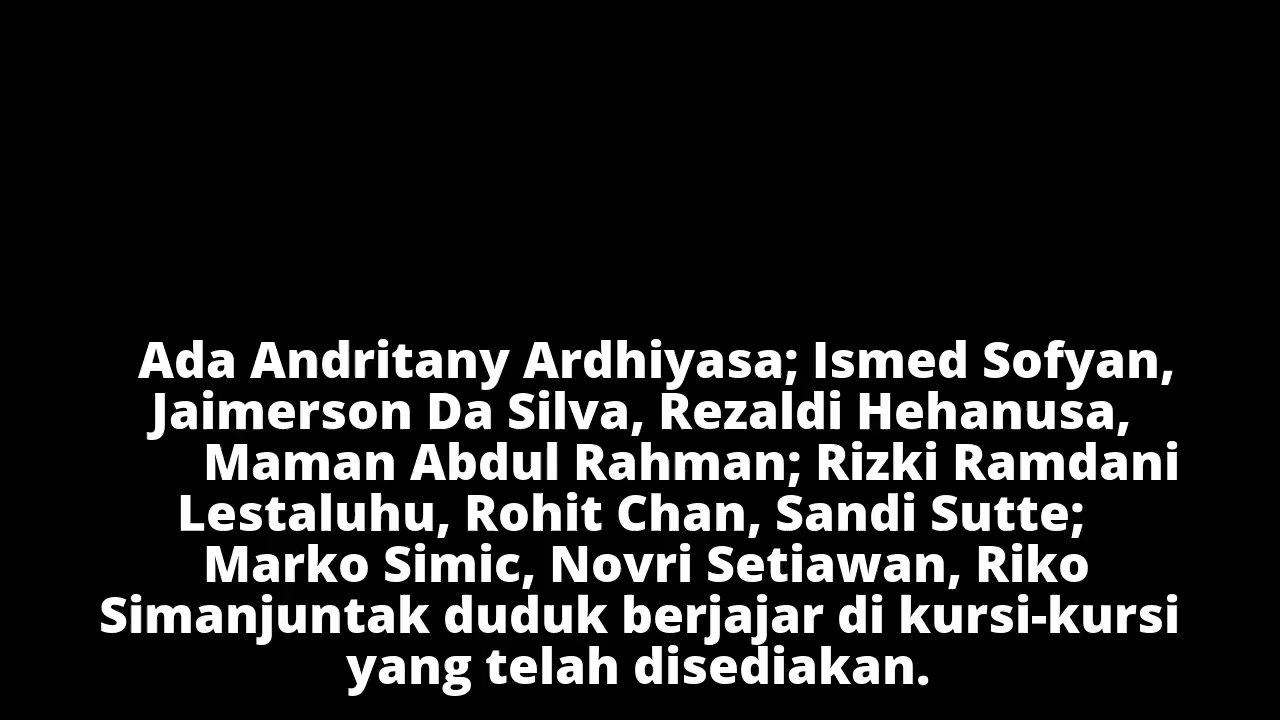 Ada Andritany Ardhiyasa; Ismed Sofyan,
Jaimerson Da Silva, Rezaldi Hehanusa,
Maman Abdul Rahman; Rizki Ramdani
Lestaluhu, Rohit Chan, Sandi Sutte;
Marko Simic, Novri Setiawan, Riko
Simanjuntak duduk berjajar di kursi-kursi
yang telah disediakan.